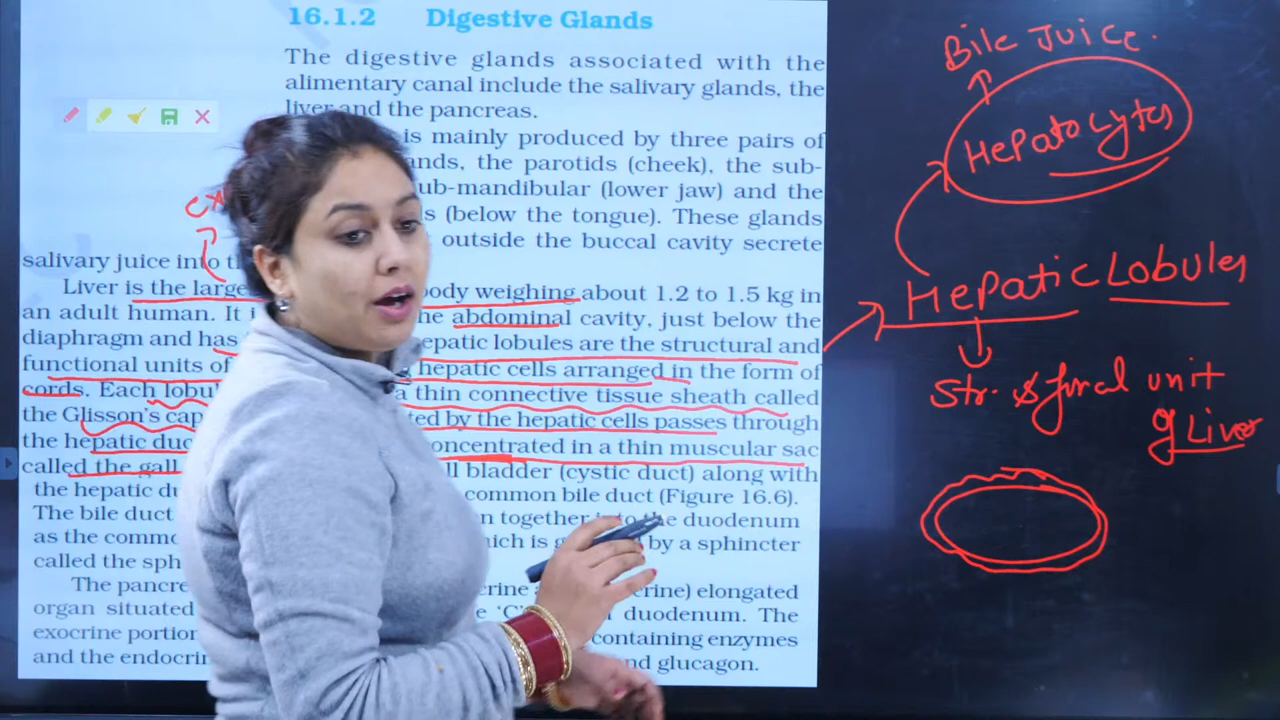 16.1.2 Digestive Glands
The digestive glands associated with the
alimentary canal include the salivary glands, the
liver and the pancreas.
is mainly produced by three pairs of
ands, the parotids (cheek), the sub-
ub-mandibular (lower jaw) and the
s (below the tongue). These glands
outside the buccal cavity secrete
salivary juice into t
Liver is the large body weighing about 1.2 to 1.5 kg in
an adult human. It i he abdominal cavity, just below the
diaphragm and has epatic lobules are the structural and
functional units of hepatic cells arranged in the form of
cords. Each lobul a thin connective tissue sheath called
the Glisson's cap ted by the hepatic cells passes through
the hepatic duc oncentrated in a thin muscular sac
called the gall ll bladder (cystic duct) along with
the hepatic du common bile duct (Figure 16.6).
The bile duct n together into the duodenum
as the commo hich is g by a sphincter
called the sph
The pancre erine erine) elongated
organ situated e 'C' duodenum. The
exocrine portion containing enzymes
and the endocrin nd glucagon.
ex
Bile Juice.
Hepatocytes
Hepatic Lobules
Str. & fnal unit
of Liver